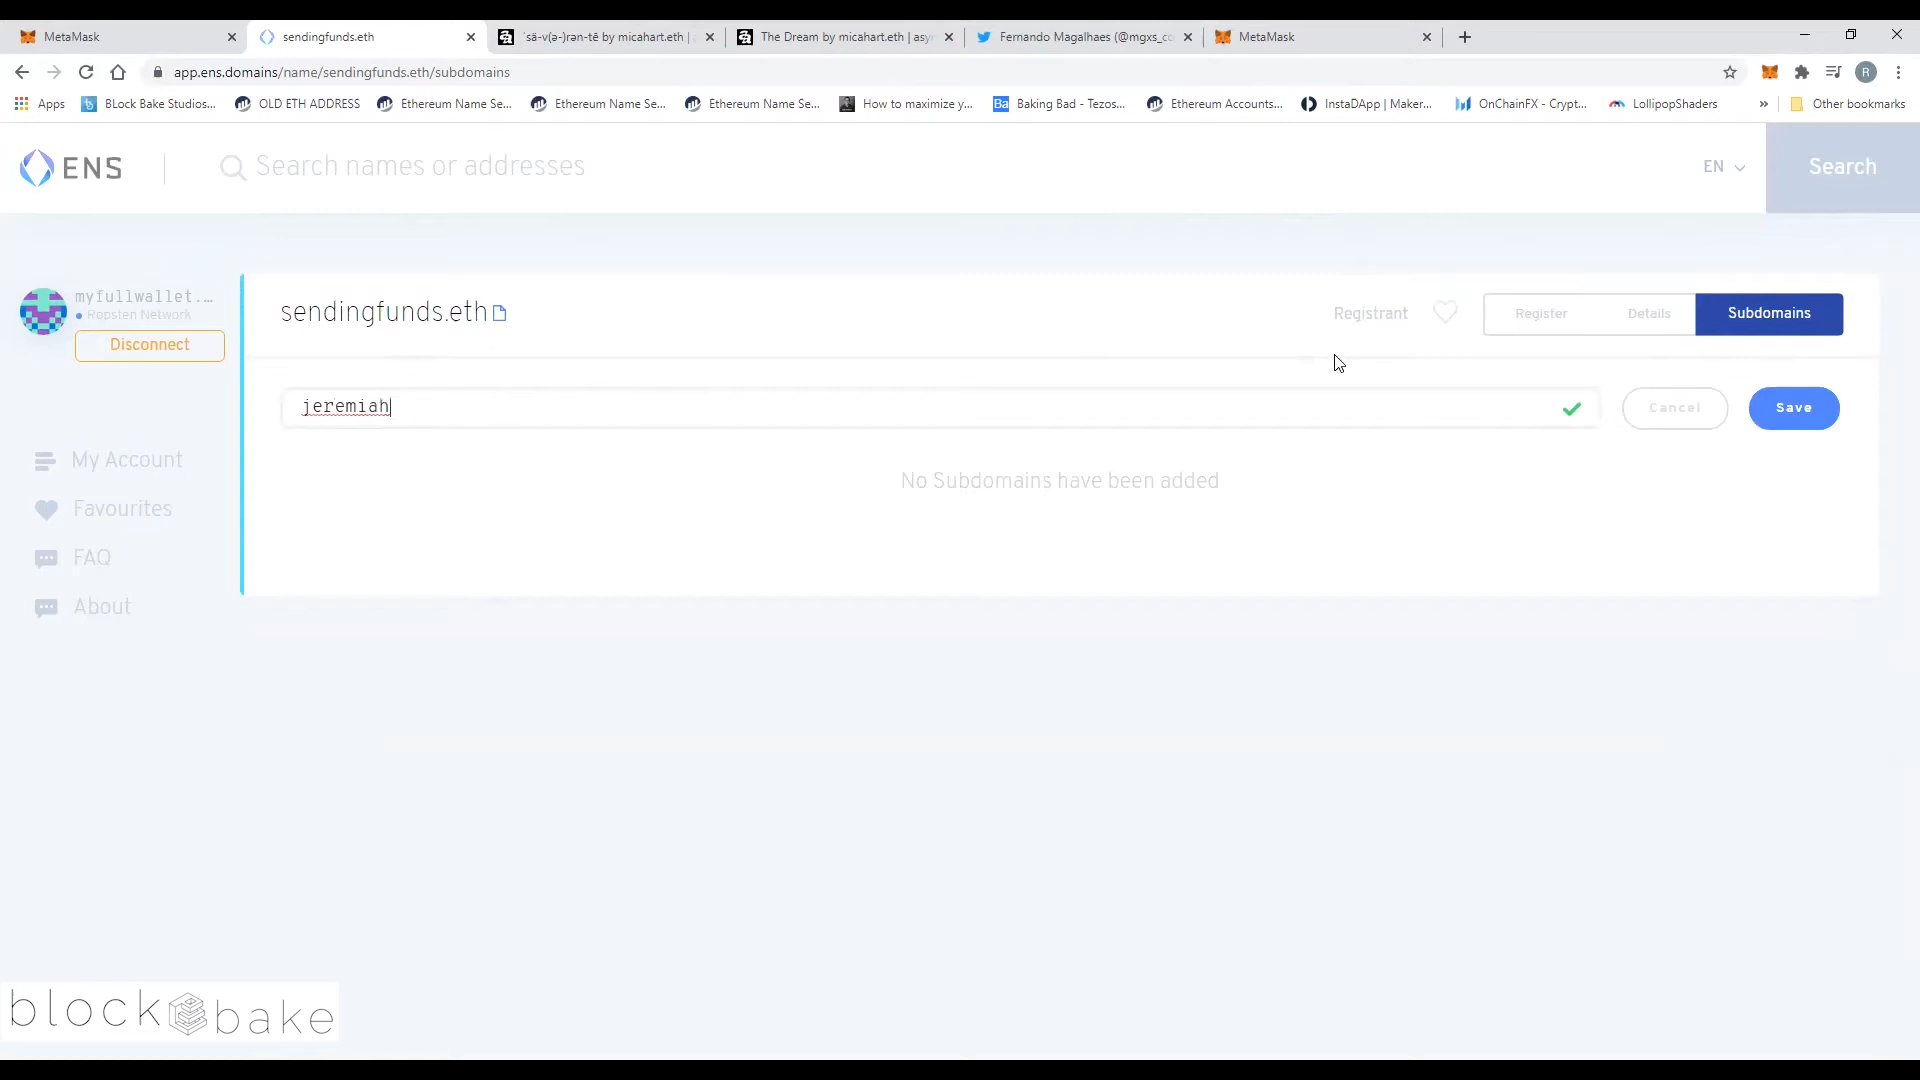 MetaMask
sendingfunds.eth
ˈsä-v(ə-)rən-tē by micahart.eth |
The Dream by micahart.eth | asyn
Fernando Magalhaes (@mgxs_co
MetaMask
app.ens.domains/name/sendingfunds.eth/subdomains
R
Apps
BLock Bake Studios...
OLD ETH ADDRESS
Ethereum Name Se...
Ethereum Name Se...
Ethereum Name Se...
How to maximize y...
Ba
Baking Bad - Tezos...
Ethereum Accounts...
InstaDApp | Maker...
OnChainFX - Crypt...
LollipopShaders
»
Other bookmarks
ENS
Search names or addresses
EN
Search
myfullwallet....
Ropsten Network
Disconnect
sendingfunds.eth
Registrant
Register
Details
Subdomains
jeremiah
Cancel
Save
No Subdomains have been added
My Account
Favourites
FAQ
About
block bake